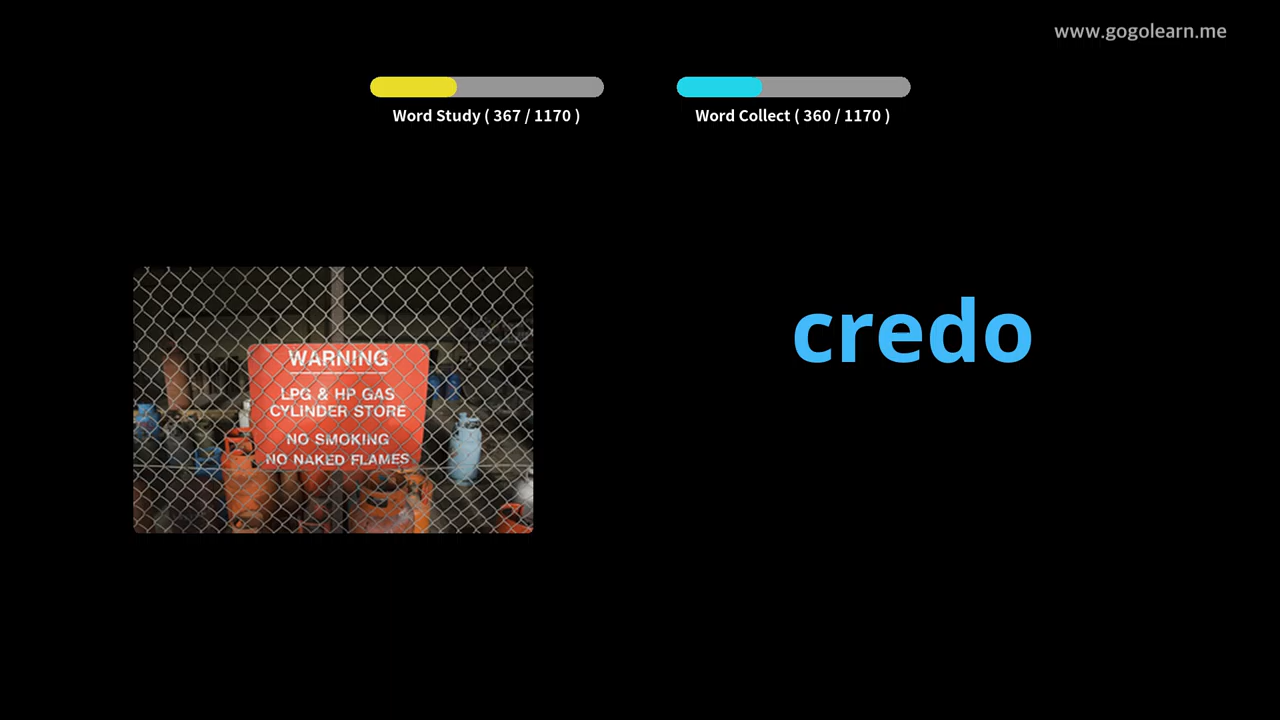 www.gogolearn.me
Word Study ( 367 / 1170 )
Word Collect ( 360 / 1170 )
credo
WARNING
LPG & HP GAS
CYLINDER STORE
NO SMOKING
NO NAKED FLAMES